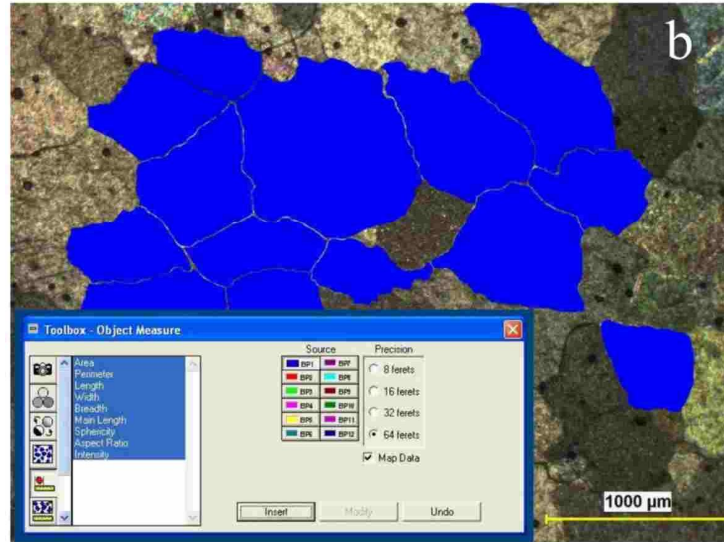 b
Toolbox - Object Measure
Area
Perimeter
Length
Width
Breadth
Main Length
Sphericity
Aspect Ratio
Intensity
Source
BP1 BP7
BP2 BP8
BP3 BP9
BP4 BP10
BP5 BP11
BP6 BP12
Precision
8 ferets
16 ferets
32 ferets
64 ferets
Map Data
Insert Modify Undo
1000 µm